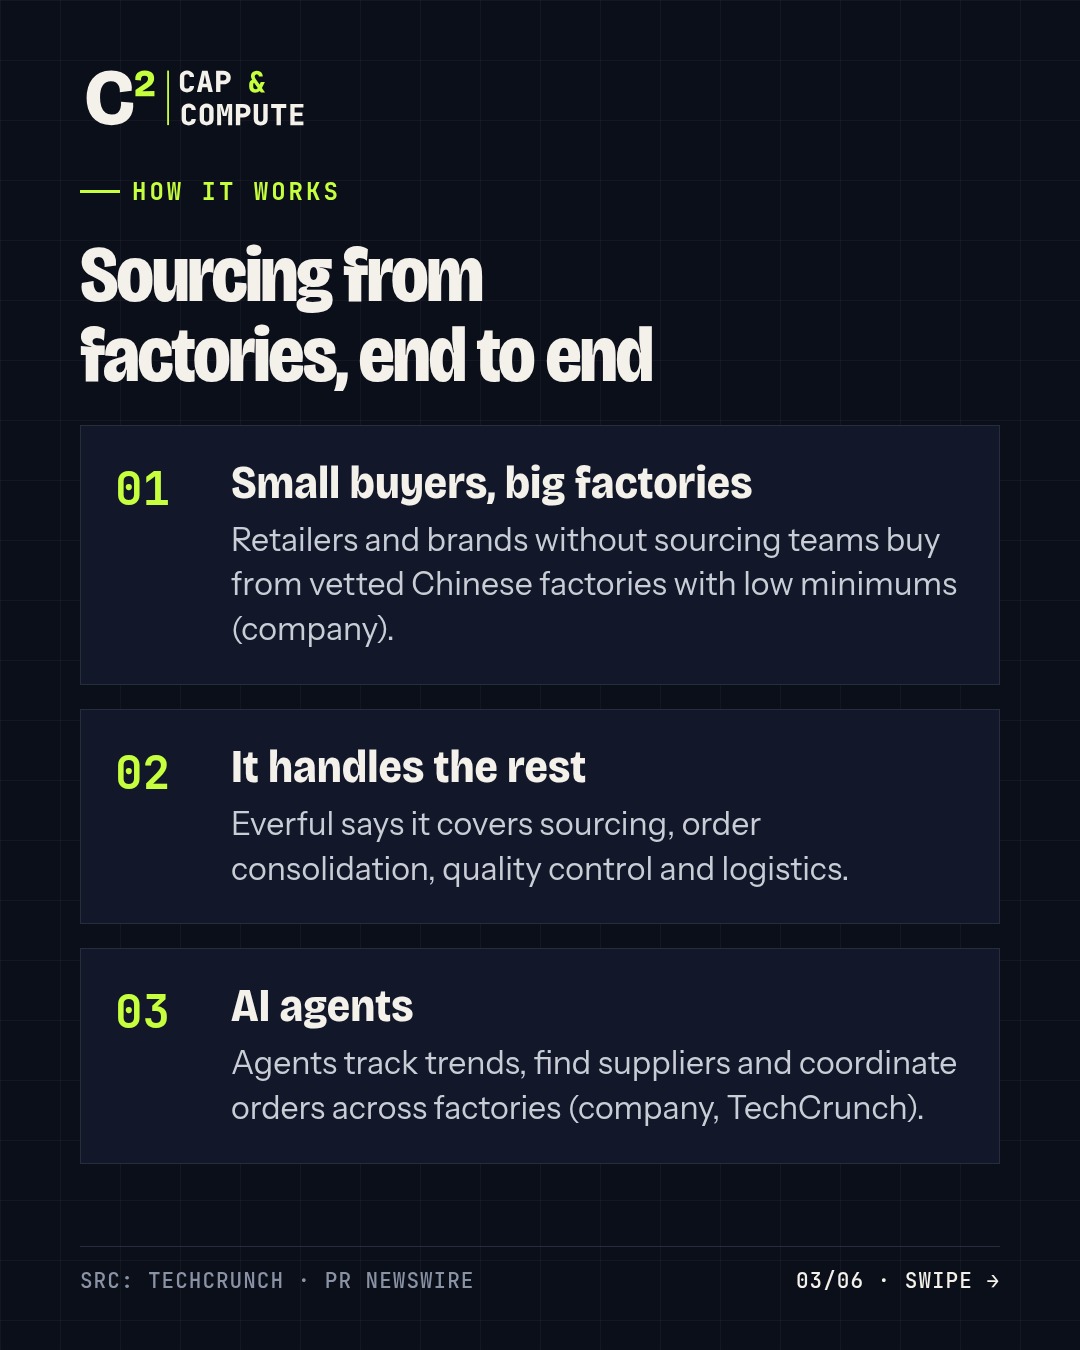 C² CAP &
COMPUTE
HOW IT WORKS
Sourcing from
factories, end to end
01 Small buyers, big factories
Retailers and brands without sourcing teams buy
from vetted Chinese factories with low minimums
(company).
02 It handles the rest
Everful says it covers sourcing, order
consolidation, quality control and logistics.
03 AI agents
Agents track trends, find suppliers and coordinate
orders across factories (company, TechCrunch).
SRC: TECHCRUNCH · PR NEWSWIRE 03/06 · SWIPE →